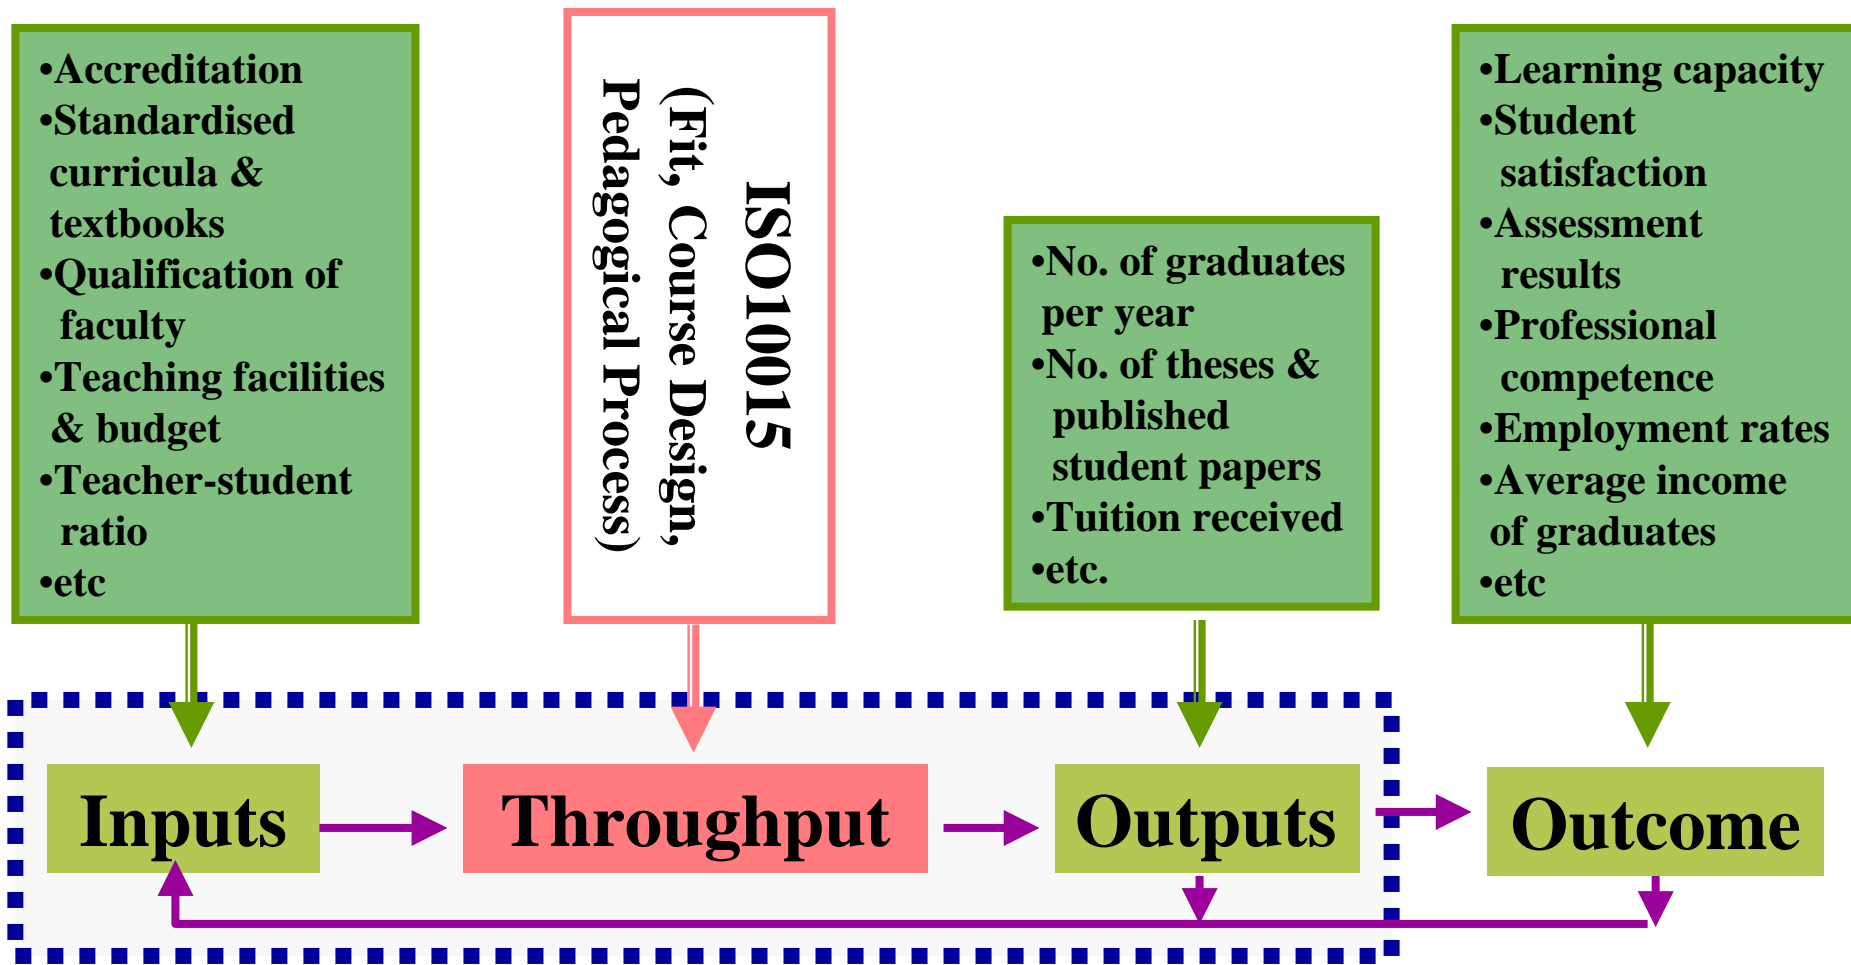 •Accreditation
•Standardised
curricula &
textbooks
•Qualification of
faculty
•Teaching facilities
& budget
•Teacher-student
ratio
•etc
ISO10015
(Fit, Course Design,
Pedagogical Process)
•No. of graduates
per year
•No. of theses &
published
student papers
•Tuition received
•etc.
•Learning capacity
•Student
satisfaction
•Assessment
results
•Professional
competence
•Employment rates
•Average income
of graduates
•etc
Inputs
Throughput
Outputs
Outcome